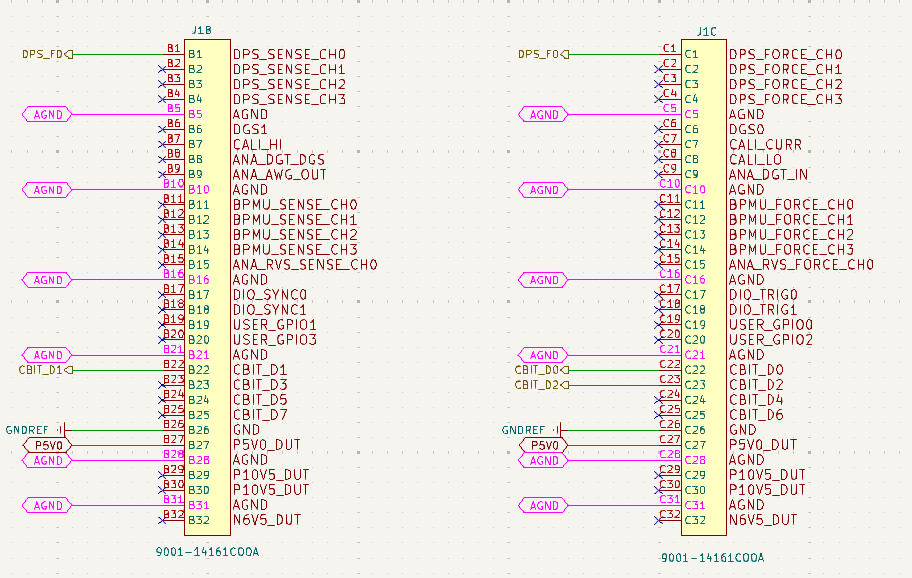 J1B
DPS_FD B1 B1 DPS_SENSE_CH0
B2 B2 DPS_SENSE_CH1
B3 B3 DPS_SENSE_CH2
B4 B4 DPS_SENSE_CH3
AGND B5 B5 AGND
B6 B6 DGS1
B7 B7 CALI_HI
B8 B8 ANA_DGT_DGS
B9 B9 ANA_AWG_OUT
AGND B10 B10 AGND
B11 B11 BPMU_SENSE_CH0
B12 B12 BPMU_SENSE_CH1
B13 B13 BPMU_SENSE_CH2
B14 B14 BPMU_SENSE_CH3
B15 B15 ANA_RVS_SENSE_CH0
AGND B16 B16 AGND
B17 B17 DIO_SYNC0
B18 B18 DIO_SYNC1
B19 B19 USER_GPIO1
B20 B20 USER_GPIO3
AGND B21 B21 AGND
CBIT_D1 B22 B22 CBIT_D1
B23 B23 CBIT_D3
B24 B24 CBIT_D5
B25 B25 CBIT_D7
GNDREF B26 B26 GND
P5V0 B27 B27 P5V0_DUT
AGND B28 B28 AGND
B29 B29 P10V5_DUT
B30 B30 P10V5_DUT
AGND B31 B31 AGND
B32 B32 N6V5_DUT
9001-14161C00A
J1C
DPS_F0 C1 C1 DPS_FORCE_CH0
C2 C2 DPS_FORCE_CH1
C3 C3 DPS_FORCE_CH2
C4 C4 DPS_FORCE_CH3
AGND C5 C5 AGND
C6 C6 DGS0
C7 C7 CALI_CURR
C8 C8 CALI_LO
C9 C9 ANA_DGT_IN
AGND C10 C10 AGND
C11 C11 BPMU_FORCE_CH0
C12 C12 BPMU_FORCE_CH1
C13 C13 BPMU_FORCE_CH2
C14 C14 BPMU_FORCE_CH3
C15 C15 ANA_RVS_FORCE_CH0
AGND C16 C16 AGND
C17 C17 DIO_TRIG0
C18 C18 DIO_TRIG1
C19 C19 USER_GPIO0
C20 C20 USER_GPIO2
AGND C21 C21 AGND
CBIT_D0 C22 C22 CBIT_D0
CBIT_D2 C23 C23 CBIT_D2
C24 C24 CBIT_D4
C25 C25 CBIT_D6
GNDREF C26 C26 GND
P5V0 C27 C27 P5V0_DUT
AGND C28 C28 AGND
C29 C29 P10V5_DUT
C30 C30 P10V5_DUT
AGND C31 C31 AGND
C32 C32 N6V5_DUT
9001-14161C00A